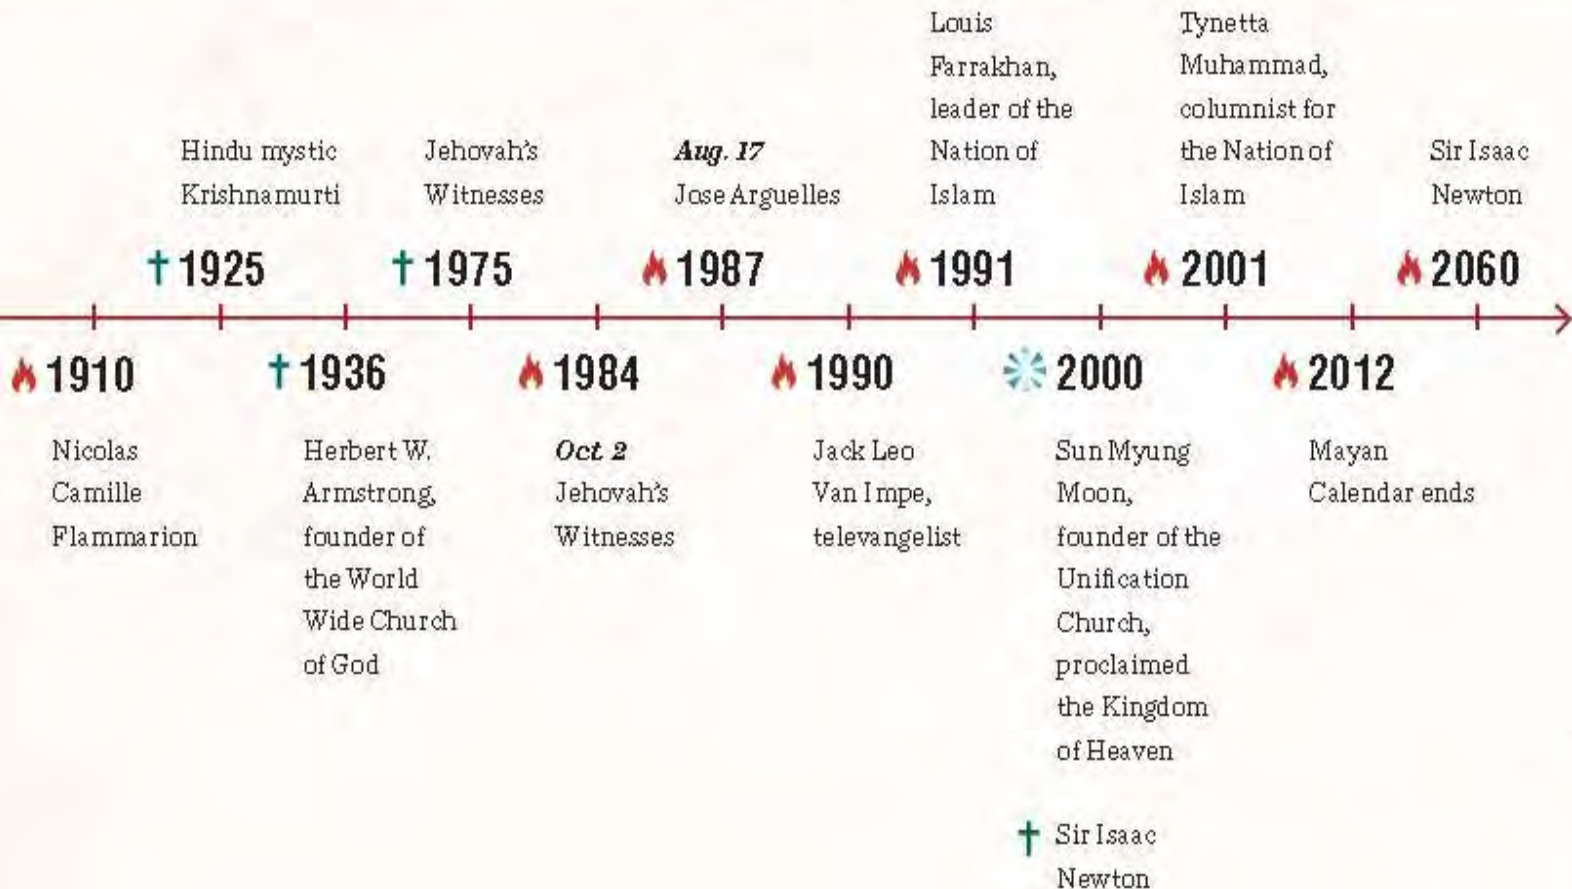 Louis
Farrakhan,
leader of the
Nation of
Islam
Tynetta
Muhammad,
columnist for
the Nation of
Islam
Hindu mystic
Krishnamurti
Jehovah's
Witnesses
Aug. 17
Jose Arguelles
Sir Isaac
Newton
1925
1975
1987
1991
2001
2060
1910
1936
1984
1990
2000
2012
Nicolas
Camille
Flammarion
Herbert W.
Armstrong,
founder of
the World
Wide Church
of God
Oct. 2
Jehovah's
Witnesses
Jack Leo
Van Impe,
televangelist
Sun Myung
Moon,
founder of the
Unification
Church,
proclaimed
the Kingdom
of Heaven
Sir Isaac
Newton
Mayan
Calendar ends